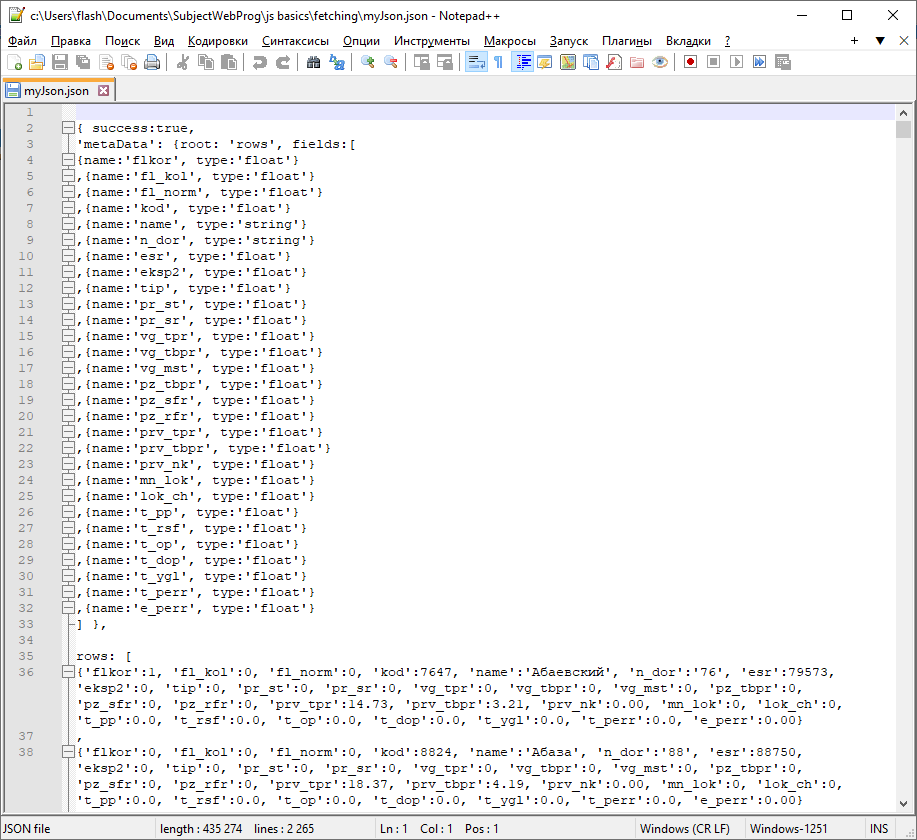 c:\Users\flash\Documents\SubjectWebProg\js basics\fetching\myJson.json - Notepad++
Файл Правка Поиск Вид Кодировки Синтаксисы Опции Инструменты Макросы Запуск Плагины Вкладки ? + ▼ X
myJson.json
1
2 { success:true,
3 'metaData': {root: 'rows', fields:[
4 {name:'flkor', type:'float'}
5 ,{name:'fl_kol', type:'float'}
6 ,{name:'fl_norm', type:'float'}
7 ,{name:'kod', type:'float'}
8 ,{name:'name', type:'string'}
9 ,{name:'n_dor', type:'string'}
10 ,{name:'esr', type:'float'}
11 ,{name:'eksp2', type:'float'}
12 ,{name:'tip', type:'float'}
13 ,{name:'pr_st', type:'float'}
14 ,{name:'pr_sr', type:'float'}
15 ,{name:'vg_tpr', type:'float'}
16 ,{name:'vg_tbpr', type:'float'}
17 ,{name:'vg_mst', type:'float'}
18 ,{name:'pz_tbpr', type:'float'}
19 ,{name:'pz_sfr', type:'float'}
20 ,{name:'pz_rfr', type:'float'}
21 ,{name:'prv_tpr', type:'float'}
22 ,{name:'prv_tbpr', type:'float'}
23 ,{name:'prv_nk', type:'float'}
24 ,{name:'mn_lok', type:'float'}
25 ,{name:'lok_ch', type:'float'}
26 ,{name:'t_pp', type:'float'}
27 ,{name:'t_rsf', type:'float'}
28 ,{name:'t_op', type:'float'}
29 ,{name:'t_dop', type:'float'}
30 ,{name:'t_ygl', type:'float'}
31 ,{name:'t_perr', type:'float'}
32 ,{name:'e_perr', type:'float'}
33 ] },
34
35 rows: [
36 {'flkor':1, 'fl_kol':0, 'fl_norm':0, 'kod':7647, 'name':'Абаевский', 'n_dor':'76', 'esr':79573,
'eksp2':0, 'tip':0, 'pr_st':0, 'pr_sr':0, 'vg_tpr':0, 'vg_tbpr':0, 'vg_mst':0, 'pz_tbpr':0,
'pz_sfr':0, 'pz_rfr':0, 'prv_tpr':14.73, 'prv_tbpr':3.21, 'prv_nk':0.00, 'mn_lok':0, 'lok_ch':0,
't_pp':0.0, 't_rsf':0.0, 't_op':0.0, 't_dop':0.0, 't_ygl':0.0, 't_perr':0.0, 'e_perr':0.00}
37 ,
38 {'flkor':0, 'fl_kol':0, 'fl_norm':0, 'kod':8824, 'name':'Абаза', 'n_dor':'88', 'esr':88750,
'eksp2':0, 'tip':0, 'pr_st':0, 'pr_sr':0, 'vg_tpr':0, 'vg_tbpr':0, 'vg_mst':0, 'pz_tbpr':0,
'pz_sfr':0, 'pz_rfr':0, 'prv_tpr':18.37, 'prv_tbpr':4.19, 'prv_nk':0.00, 'mn_lok':0, 'lok_ch':0,
't_pp':0.0, 't_rsf':0.0, 't_op':0.0, 't_dop':0.0, 't_ygl':0.0, 't_perr':0.0, 'e_perr':0.00}
JSON file length : 435 274 lines : 2 265 Ln : 1 Col : 1 Pos : 1 Windows (CR LF) Windows-1251 INS